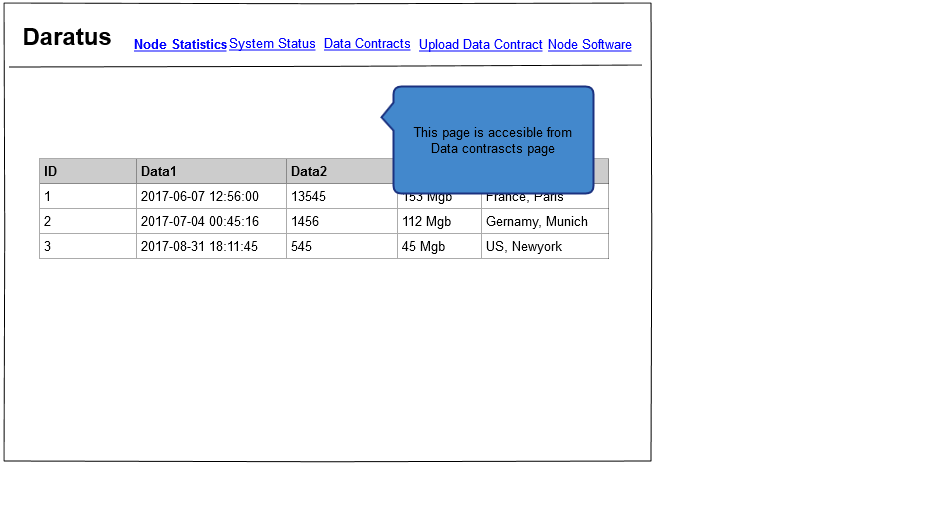 Daratus
Node Statistics System Status Data Contracts Upload Data Contract Node Software
This page is accesible from
Data contrascts page
ID Data1 Data2
1 2017-06-07 12:56:00 13545 153 Mgb France, Paris
2 2017-07-04 00:45:16 1456 112 Mgb Gernamy, Munich
3 2017-08-31 18:11:45 545 45 Mgb US, Newyork